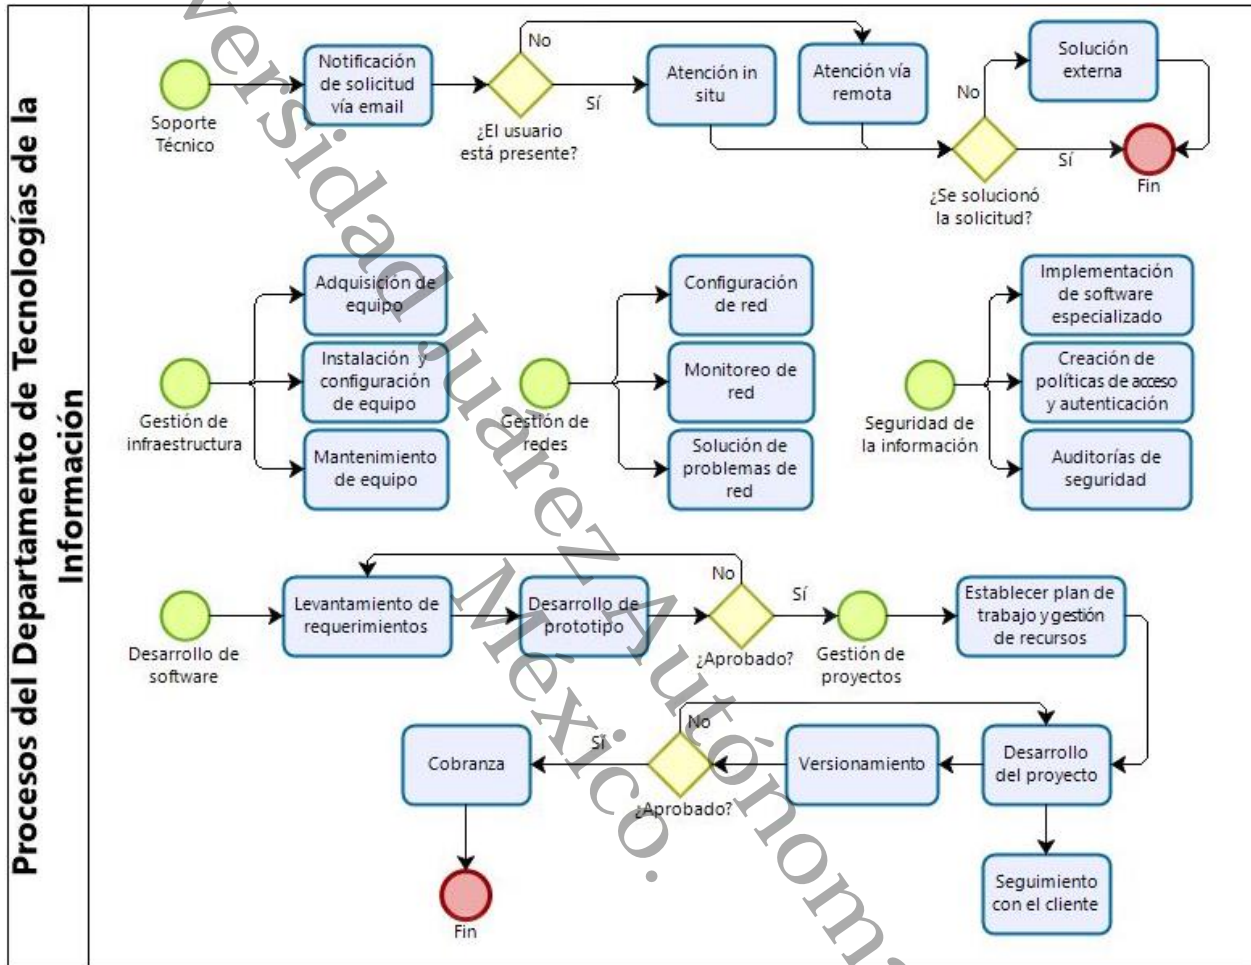 Procesos del Departamento de Tecnologías de la
Información
No
Notificación
de solicitud
vía email
Sí
Atención in
situ
Atención vía
remota
Solución
externa
No
Soporte
Técnico
¿El usuario
está presente?
Sí
Fin
¿Se solucionó
la solicitud?
Adquisición de
equipo
Instalación y
configuración
de equipo
Mantenimiento
de equipo
Gestión de
infraestructura
Configuración
de red
Monitoreo de
red
Solución de
problemas de
red
Gestión de
redes
Implementación
de software
especializado
Creación de
políticas de acceso
y autenticación
Auditorías de
seguridad
Seguridad de
la información
Desarrollo de
software
Levantamiento de
requerimientos
Desarrollo de
prototipo
No
¿Aprobado?
Sí
Gestión de
proyectos
Establecer plan de
trabajo y gestión
de recursos
Cobranza
Sí
No
¿Aprobado?
Versionamiento
Desarrollo
del proyecto
Seguimiento
con el cliente
Fin
versidad Juárez Autónoma
México.